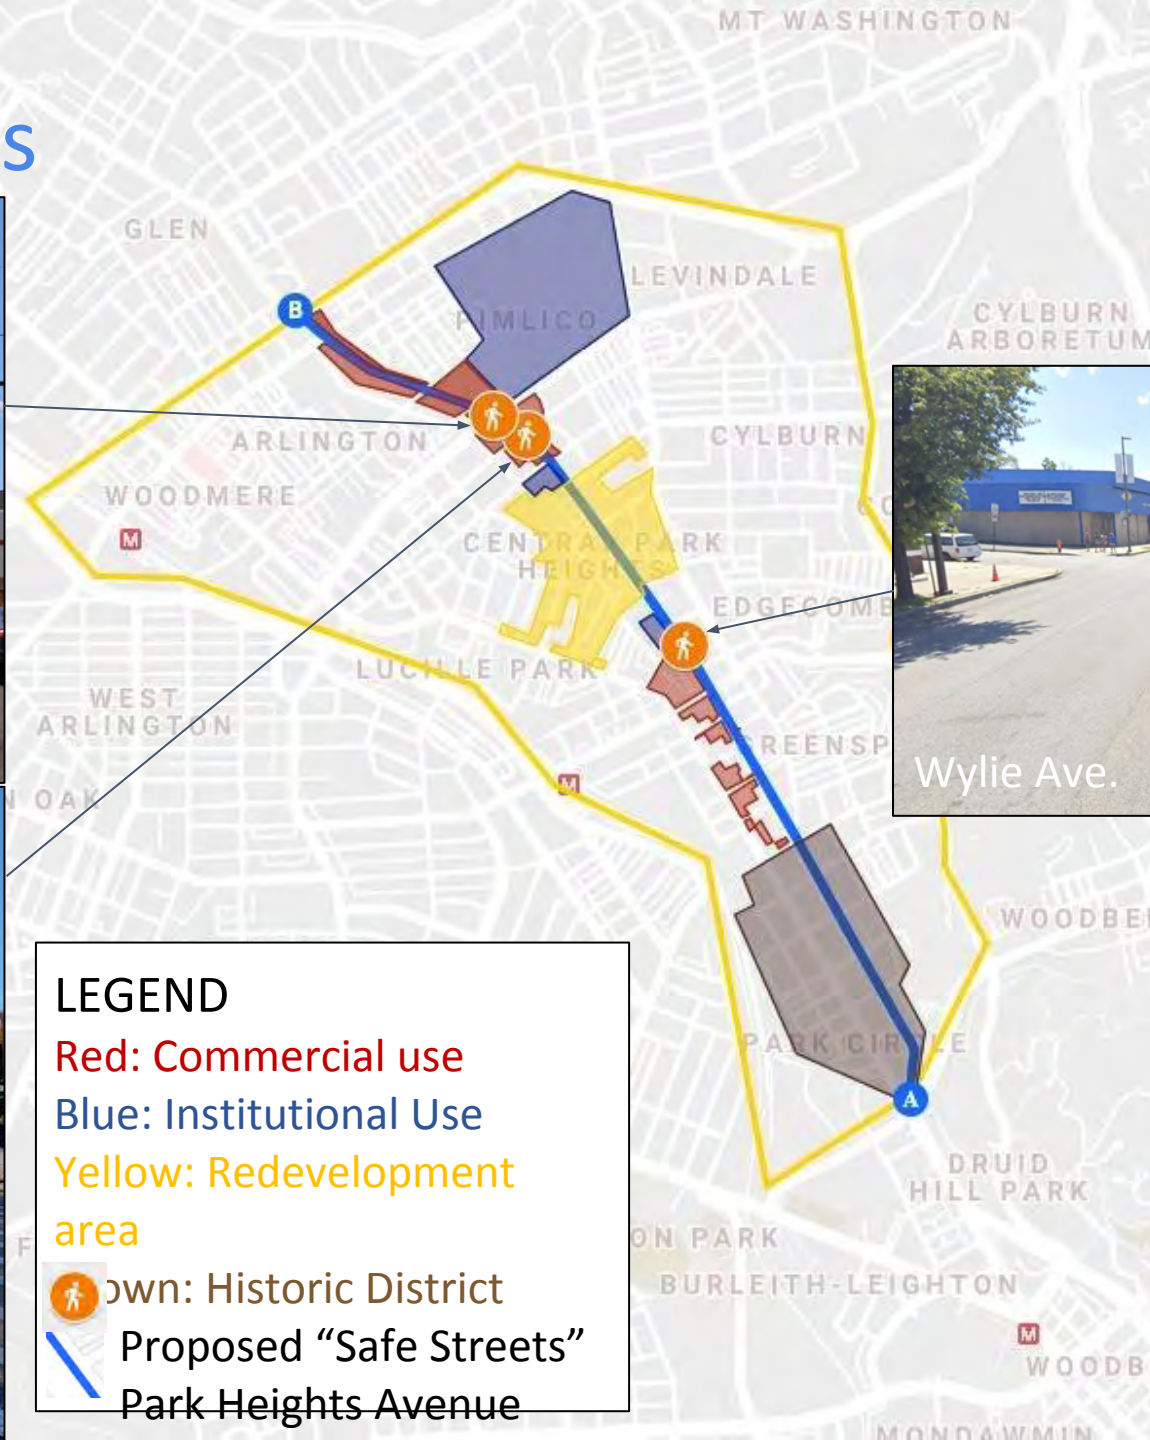 MT WASHINGTON
s
GLEN
LEVINDALE
B
PIMLICO
CYLBURN
ARBORETUM
ARLINGTON
CYLBURN
WOODMERE
M
CENTRAL PARK
HEIGHTS
EDGECOMB
LUCILLE PARK
WEST
ARLINGTON
REENSP
Wylie Ave.
M
N OAK
WOODBE
LEGEND
Red: Commercial use
Blue: Institutional Use
Yellow: Redevelopment
area
own: Historic District
Proposed “Safe Streets”
Park Heights Avenue
PARK CIRCLE
A
DRUID
HILL PARK
ON PARK
BURLEITH-LEIGHTON
M
WOODB
MONDAWMIN